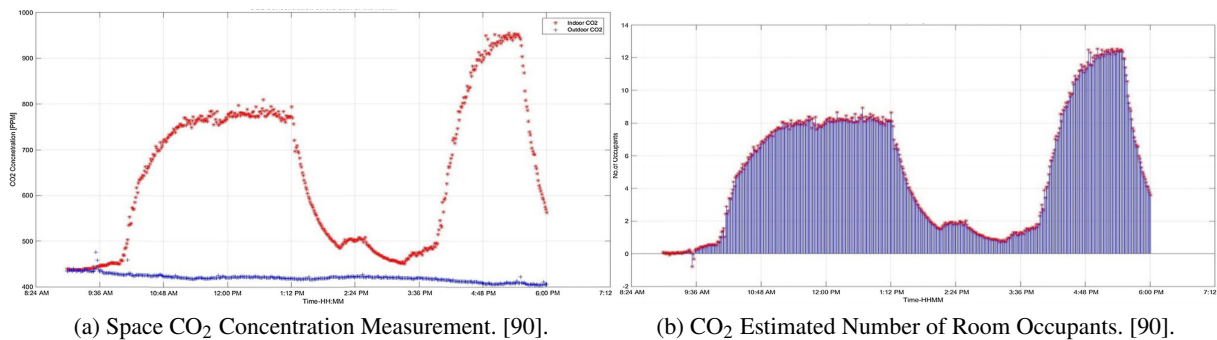 1000
900
800
700
600
500
400
CO2 Concentration [PPM]
Indoor CO2
Outdoor CO2
8:24 AM 9:36 AM 10:48 AM 12:00 PM 1:12 PM 2:24 PM 3:36 PM 4:48 PM 6:00 PM 7:12
Time-HH:MM
(a) Space CO₂ Concentration Measurement. [90].
14
12
10
8
6
4
2
0
-2
No.of Occupants
8:24 AM 9:36 AM 10:48 AM 12:00 PM 1:12 PM 2:24 PM 3:36 PM 4:48 PM 6:00 PM 7:12
Time-HHMM
(b) CO₂ Estimated Number of Room Occupants. [90].